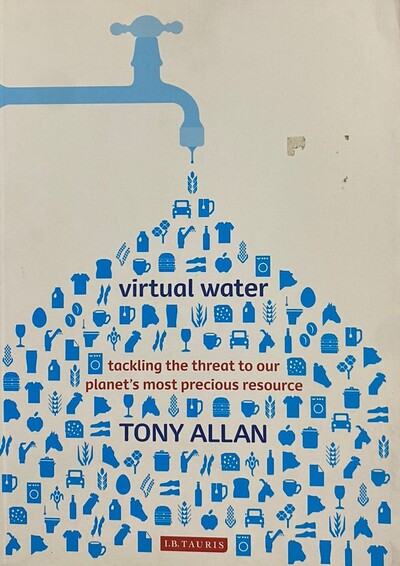 virtual water
tackling the threat to our
planet's most precious resource
TONY ALLAN
I.B.TAURIS